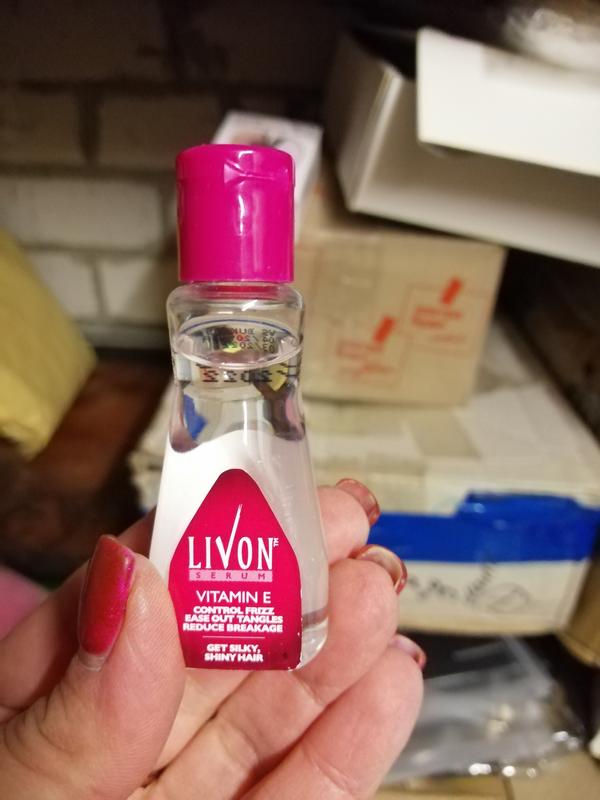 LIVON
SERUM
VITAMIN E
CONTROL FRIZZ
EASE OUT TANGLES
REDUCE BREAKAGE
GET SILKY,
SHINY HAIR